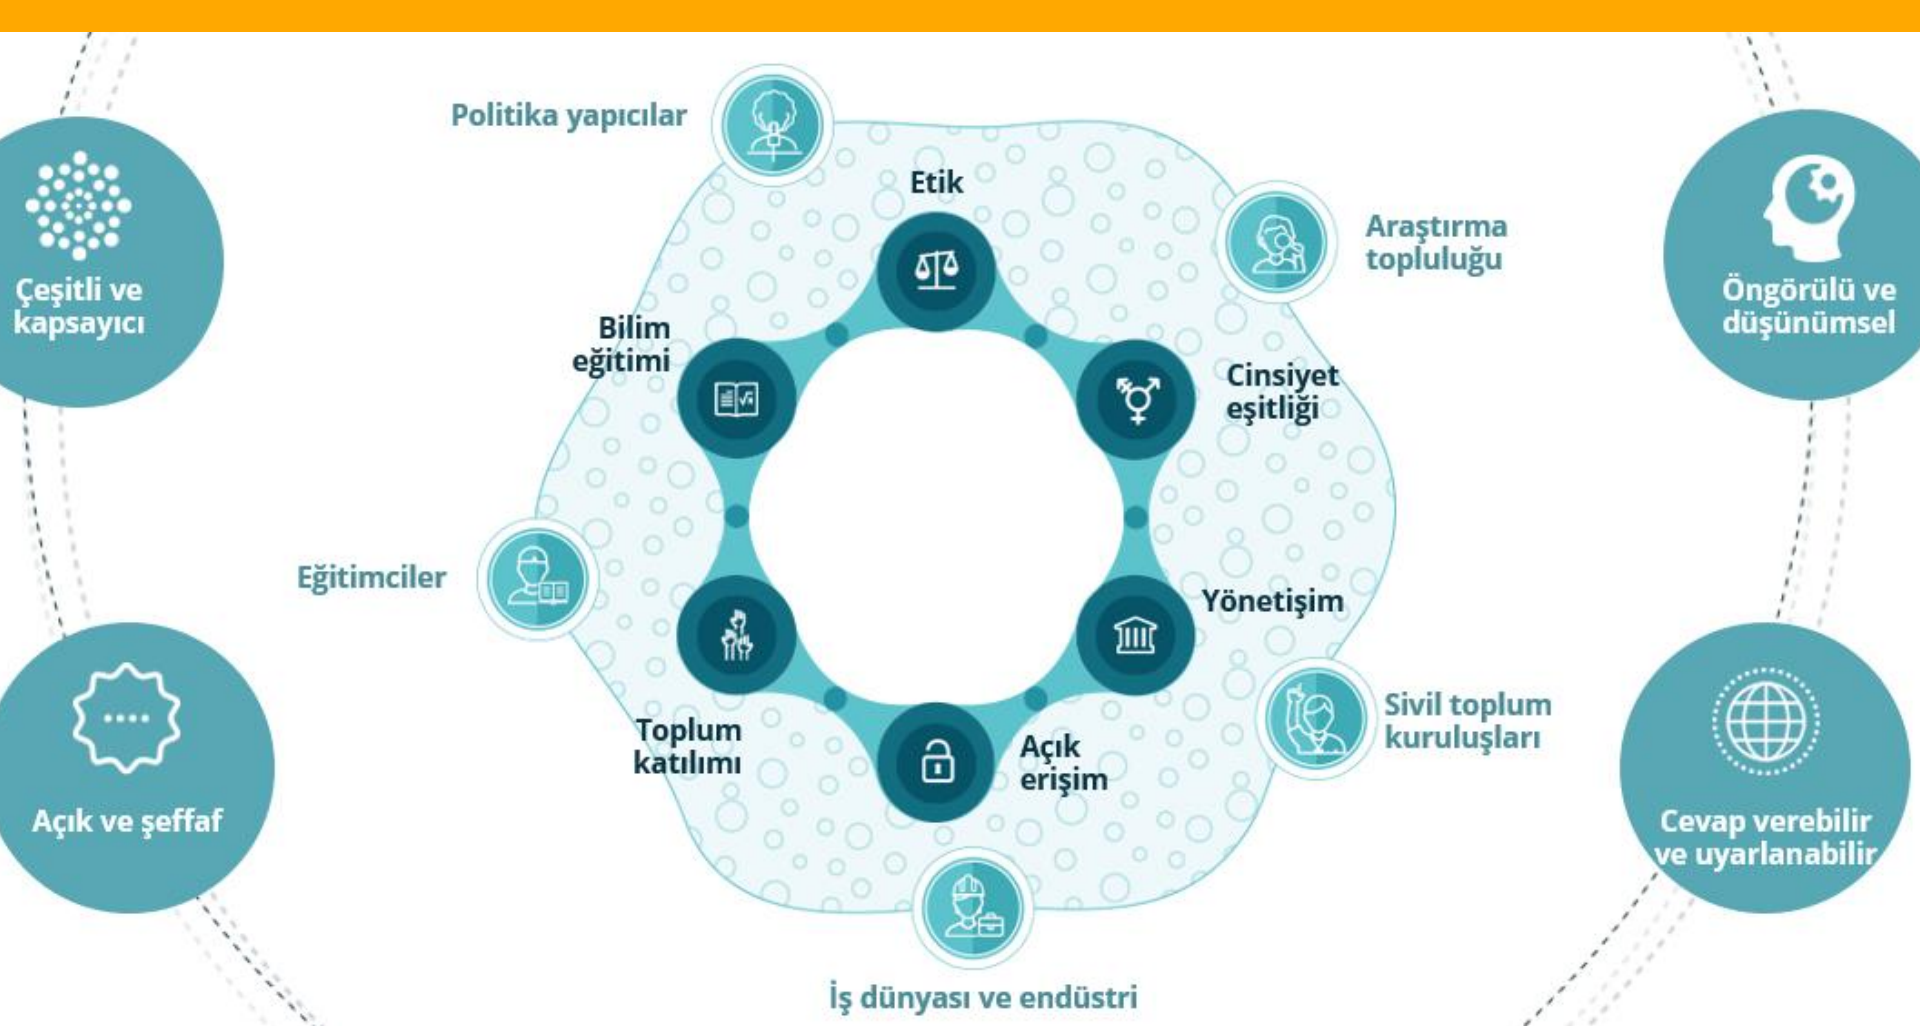 Politika yapıcılar
Etik
Araştırma
topluluğu
Çeşitli ve
kapsayıcı
Öngörülü ve
düşünümsel
Bilim
eğitimi
Cinsiyet
eşitliği
Eğitimciler
Yönetişim
Toplum
katılımı
Açık
erişim
Sivil toplum
kuruluşları
Açık ve şeffaf
Cevap verebilir
ve uyarlanabilir
İş dünyası ve endüstri